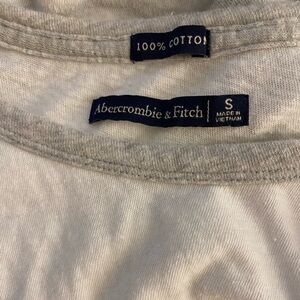 100% COTTON
Abercrombie & Fitch
S
MADE IN
VIETNAM